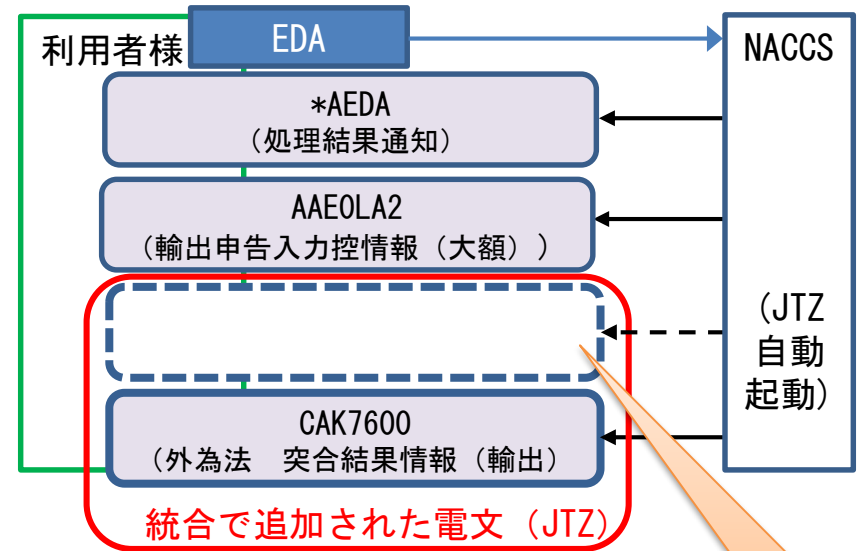 利用者様
EDA
NACCS
*AEDA
（処理結果通知）
AAE0LA2
（輸出申告入力控情報（大額））
（JTZ
自動
起動）
CAK7600
（外為法　突合結果情報（輸出）
統合で追加された電文（JTZ）